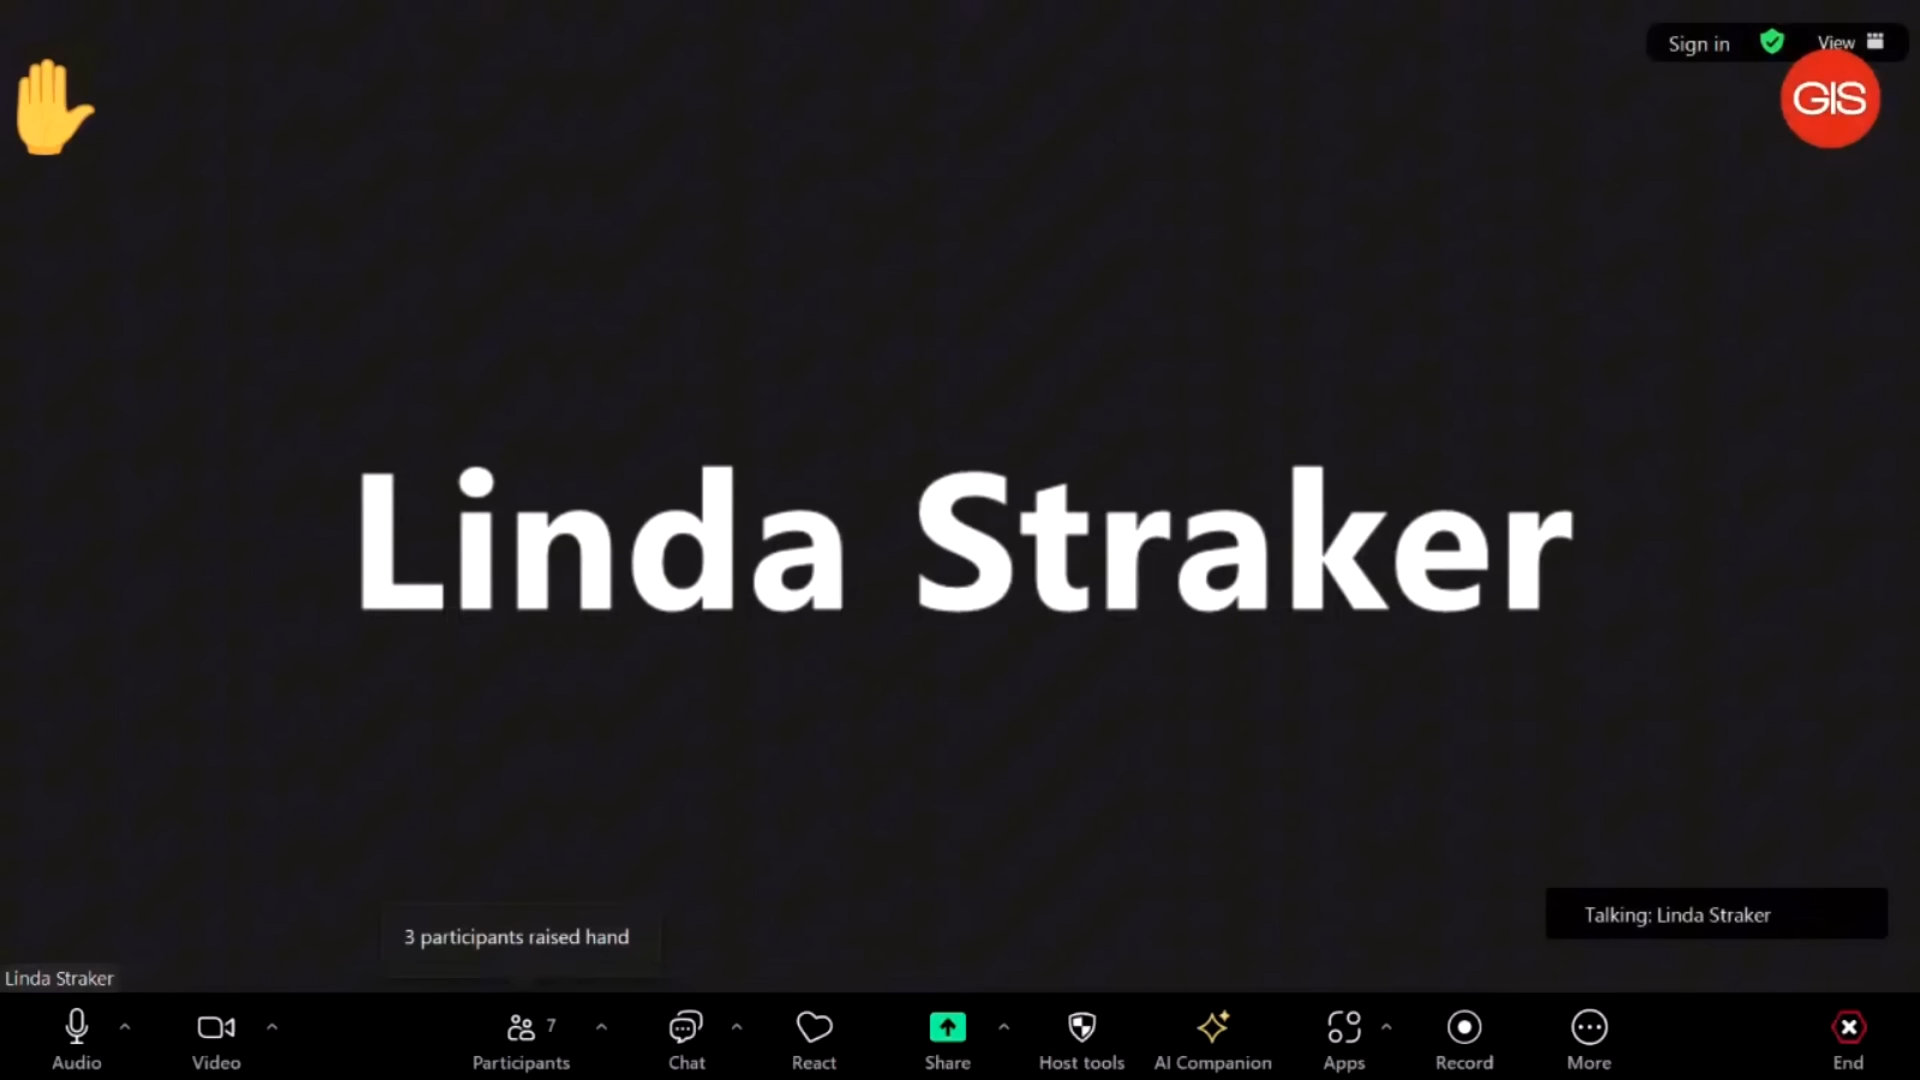 Sign in
View
GIS
Linda Straker
Talking: Linda Straker
3 participants raised hand
Linda Straker
Audio
Video
7
Participants
Chat
React
Share
Host tools
AI Companion
Apps
Record
More
End